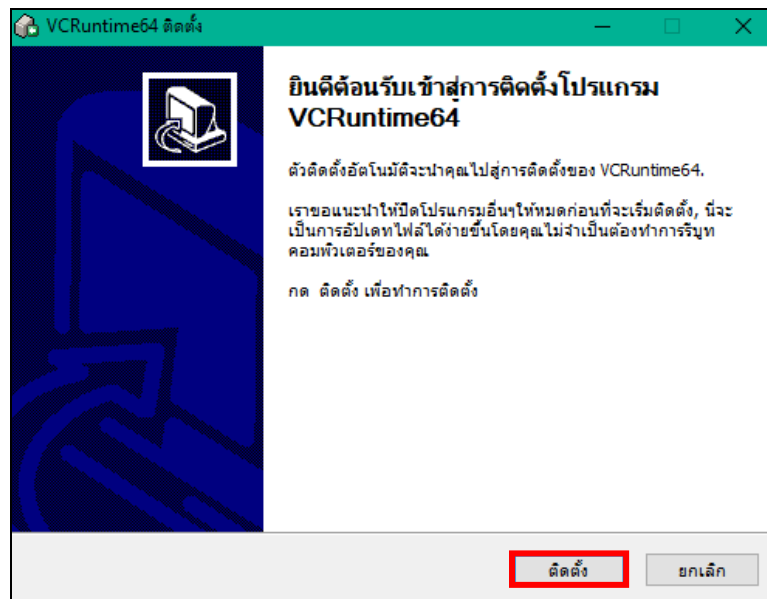 VCRuntime64 ติดตั้ง
ยินดีต้อนรับเข้าสู่การติดตั้งโปรแกรม
VCRuntime64
ตัวติดตั้งอัตโนมัติจะนำคุณไปสู่การติดตั้งของ VCRuntime64.
เราขอแนะนำให้ปิดโปรแกรมอื่นๆให้หมดก่อนที่จะเริ่มติดตั้ง, นี่จะ
เป็นการอัปเดทไฟล์ได้ง่ายขึ้นโดยคุณไม่จำเป็นต้องทำการรีบูท
คอมพิวเตอร์ของคุณ
กด ติดตั้ง เพื่อทำการติดตั้ง
ติดตั้ง
ยกเลิก